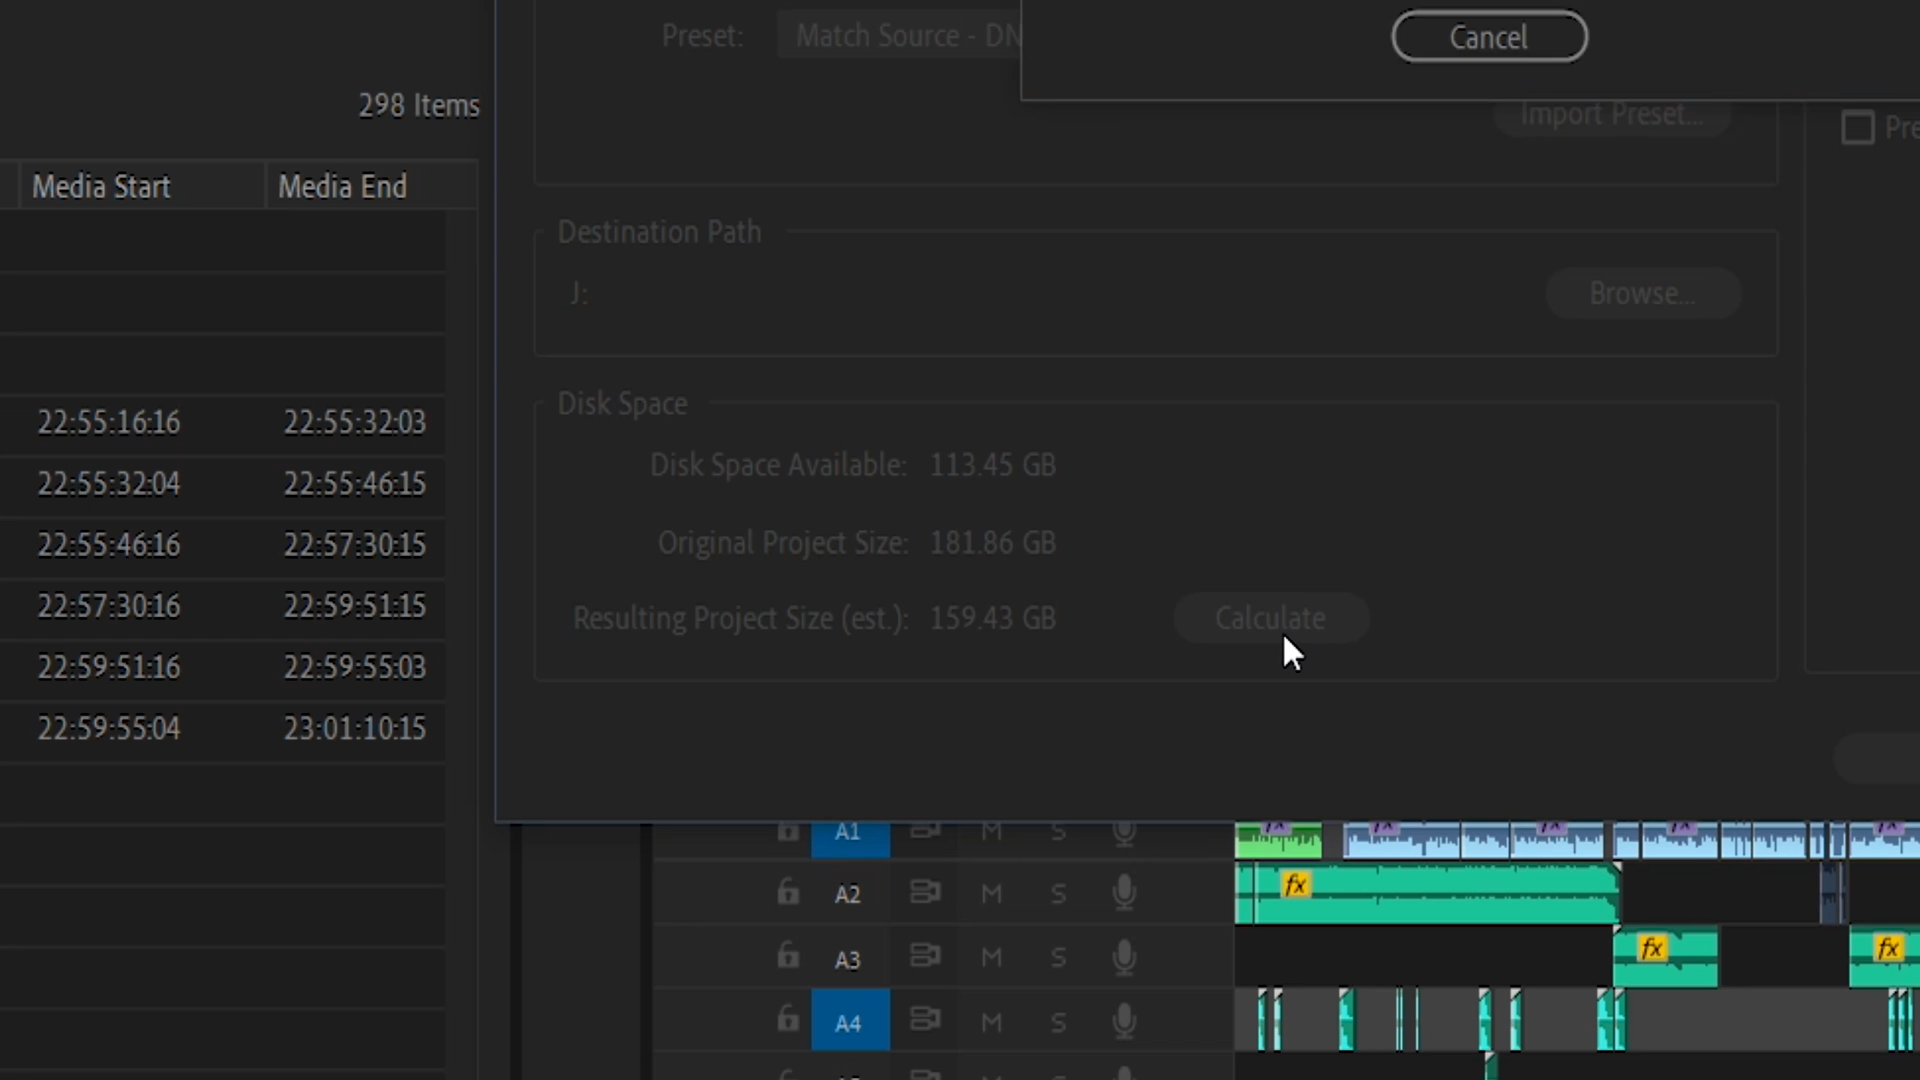 Preset: Match Source - DN
Cancel
298 Items
Import Preset...
Pre
Media Start Media End
Destination Path
J:
Browse...
Disk Space
22:55:16:16 22:55:32:03
Disk Space Available: 113.45 GB
22:55:32:04 22:55:46:15
22:55:46:16 22:57:30:15
Original Project Size: 181.86 GB
22:57:30:16 22:59:51:15
Resulting Project Size (est.): 159.43 GB
Calculate
22:59:51:16 22:59:55:03
22:59:55:04 23:01:10:15
A1 M S
A2 M S fx
A3 M S fx fx
A4 M S